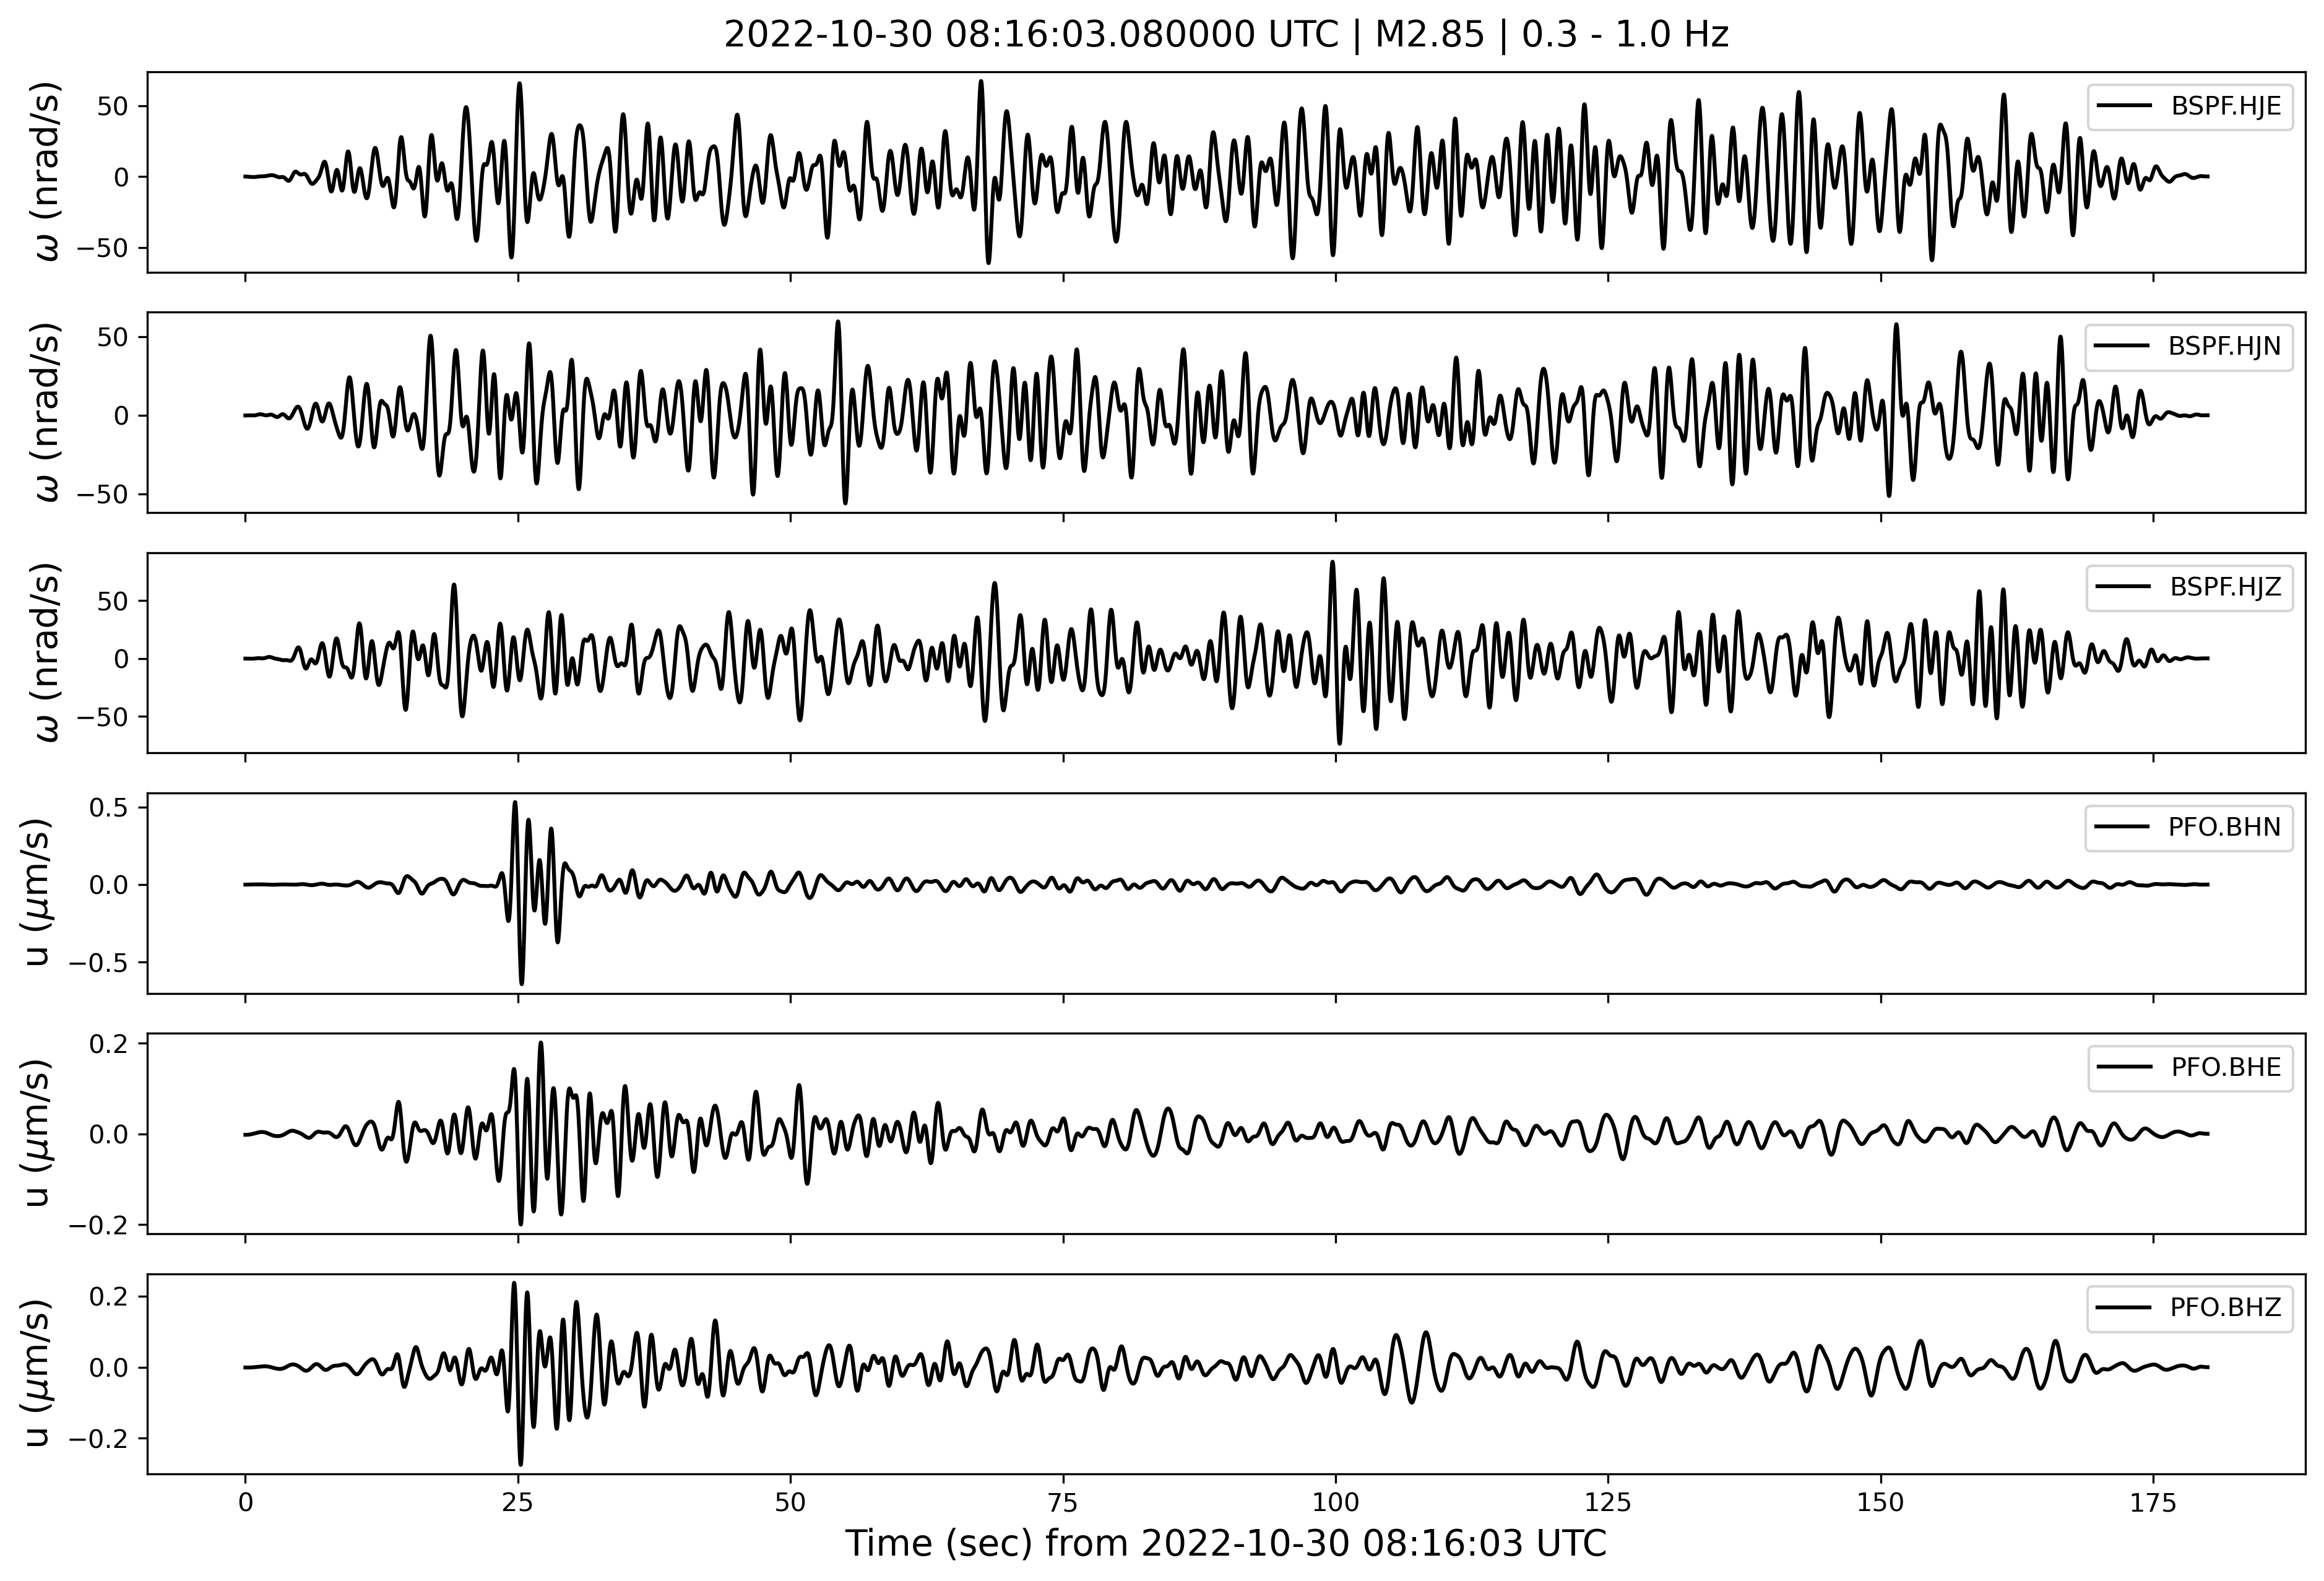 2022-10-30 08:16:03.080000 UTC | M2.85 | 0.3 - 1.0 Hz
ω (nrad/s)
50
0
−50
BSPF.HJE
ω (nrad/s)
50
0
−50
BSPF.HJN
ω (nrad/s)
50
0
−50
BSPF.HJZ
u (μm/s)
0.5
0.0
−0.5
PFO.BHN
u (μm/s)
0.2
0.0
−0.2
PFO.BHE
u (μm/s)
0.2
0.0
−0.2
PFO.BHZ
0 25 50 75 100 125 150 175
Time (sec) from 2022-10-30 08:16:03 UTC